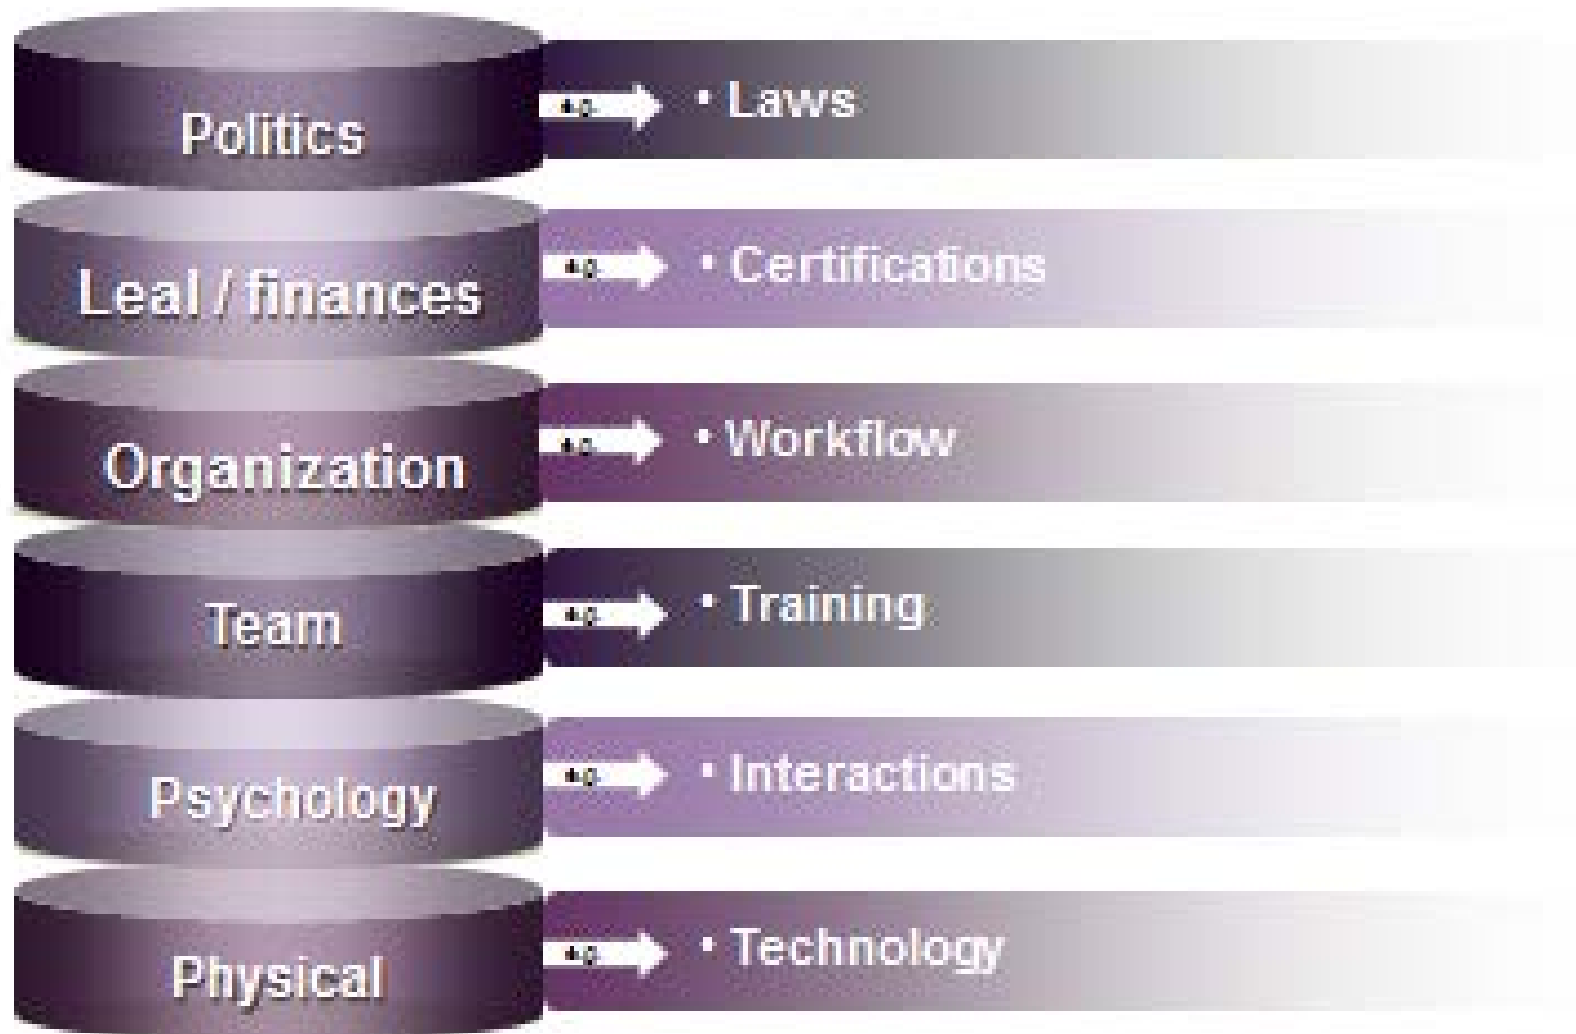 Politics
• Laws
Leal / finances
• Certifications
Organization
• Workflow
Team
• Training
Psychology
• Interactions
Physical
• Technology